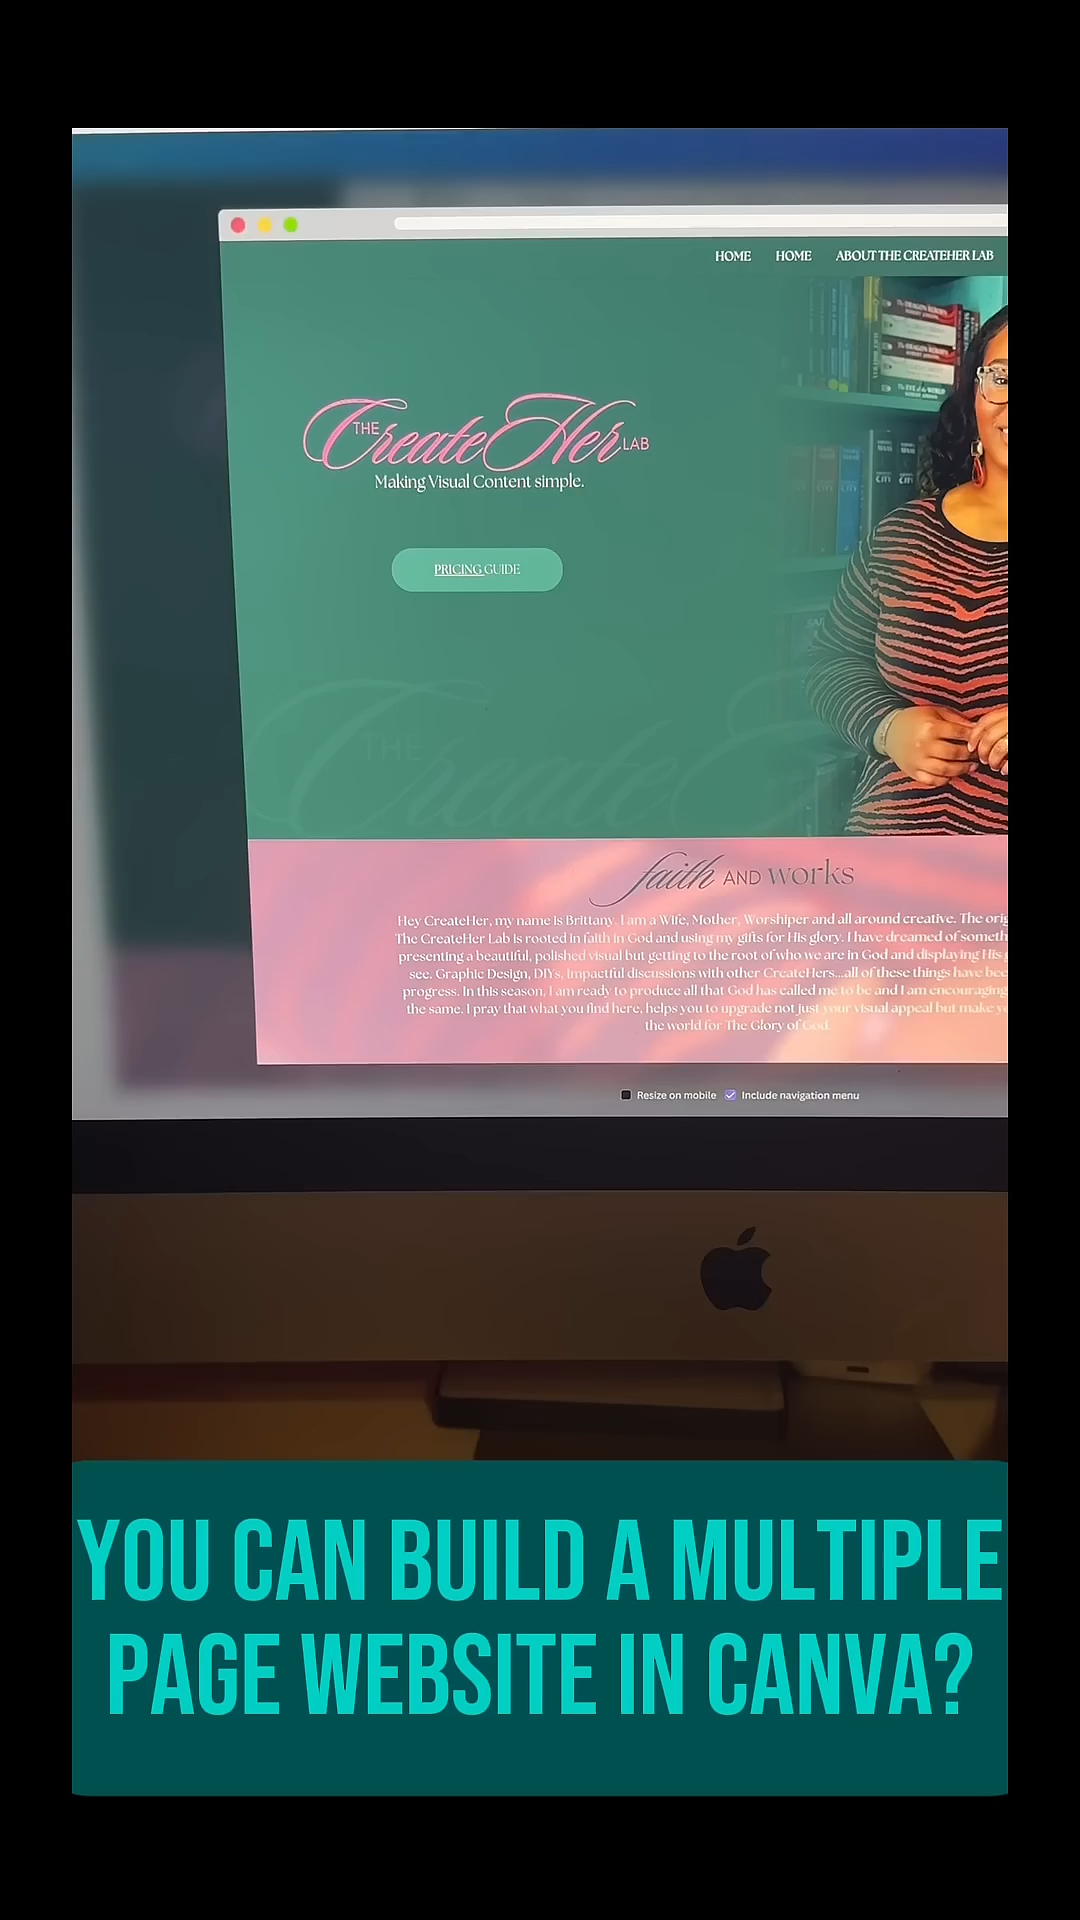 HOME HOME ABOUT THE CREATEHER LAB
THE CreateHer LAB
Making Visual Content simple.
PRICING GUIDE
THE Create
faith AND works
Hey CreateHer, my name is Brittany. I am a Wife, Mother, Worshiper and all around creative. The
The CreateHer Lab is rooted in faith in God and using my gifts for His glory. I have dreamed of
presenting a beautiful, polished visual but getting to the root of who we are in God and displaying His
see. Graphic Design, DIYs, Impactful discussions with other CreateHers...all of these things have
progress. In this season, I am ready to produce all that God has called me to be and I am encouraging
the same. I pray that what you find here, helps you to upgrade not just your visual appeal but make
the world for The Glory of God.
Resize on mobile Include navigation menu
YOU CAN BUILD A MULTIPLE
PAGE WEBSITE IN CANVA?